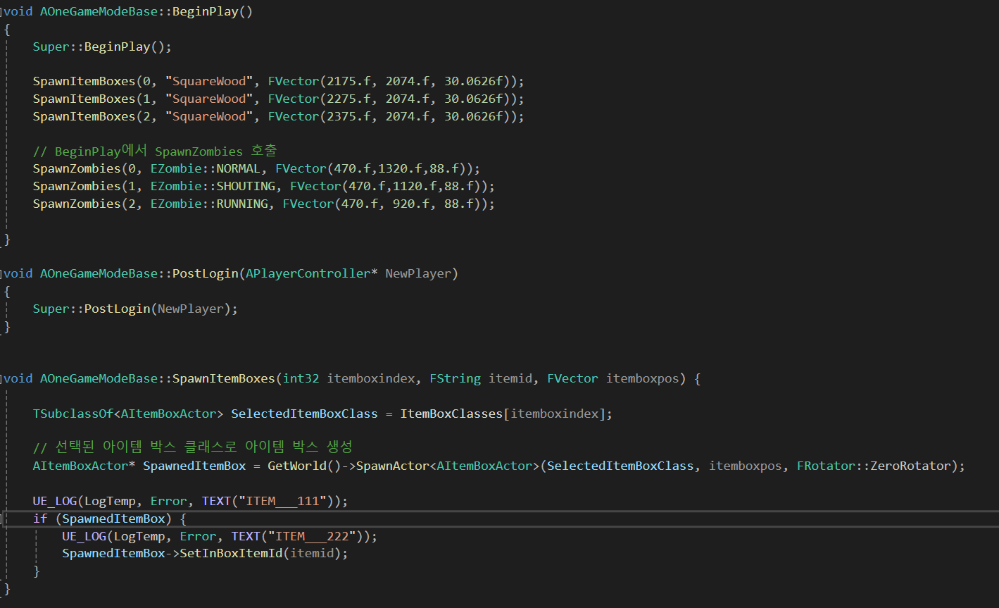 void AOneGameModeBase::BeginPlay()
{
Super::BeginPlay();
SpawnItemBoxes(0, "SquareWood", FVector(2175.f, 2074.f, 30.0626f));
SpawnItemBoxes(1, "SquareWood", FVector(2275.f, 2074.f, 30.0626f));
SpawnItemBoxes(2, "SquareWood", FVector(2375.f, 2074.f, 30.0626f));
// BeginPlay에서 SpawnZombies 호출
SpawnZombies(0, EZombie::NORMAL, FVector(470.f,1320.f,88.f));
SpawnZombies(1, EZombie::SHOUTING, FVector(470.f,1120.f,88.f));
SpawnZombies(2, EZombie::RUNNING, FVector(470.f, 920.f, 88.f));
}
void AOneGameModeBase::PostLogin(APlayerController* NewPlayer)
{
Super::PostLogin(NewPlayer);
}
void AOneGameModeBase::SpawnItemBoxes(int32 itemboxindex, FString itemid, FVector itemboxpos) {
TSubclassOf<AItemBoxActor> SelectedItemBoxClass = ItemBoxClasses[itemboxindex];
// 선택된 아이템 박스 클래스로 아이템 박스 생성
AItemBoxActor* SpawnedItemBox = GetWorld()->SpawnActor<AItemBoxActor>(SelectedItemBoxClass, itemboxpos, FRotator::ZeroRotator);
UE_LOG(LogTemp, Error, TEXT("ITEM___111"));
if (SpawnedItemBox) {
UE_LOG(LogTemp, Error, TEXT("ITEM___222"));
SpawnedItemBox->SetInBoxItemId(itemid);
}
}